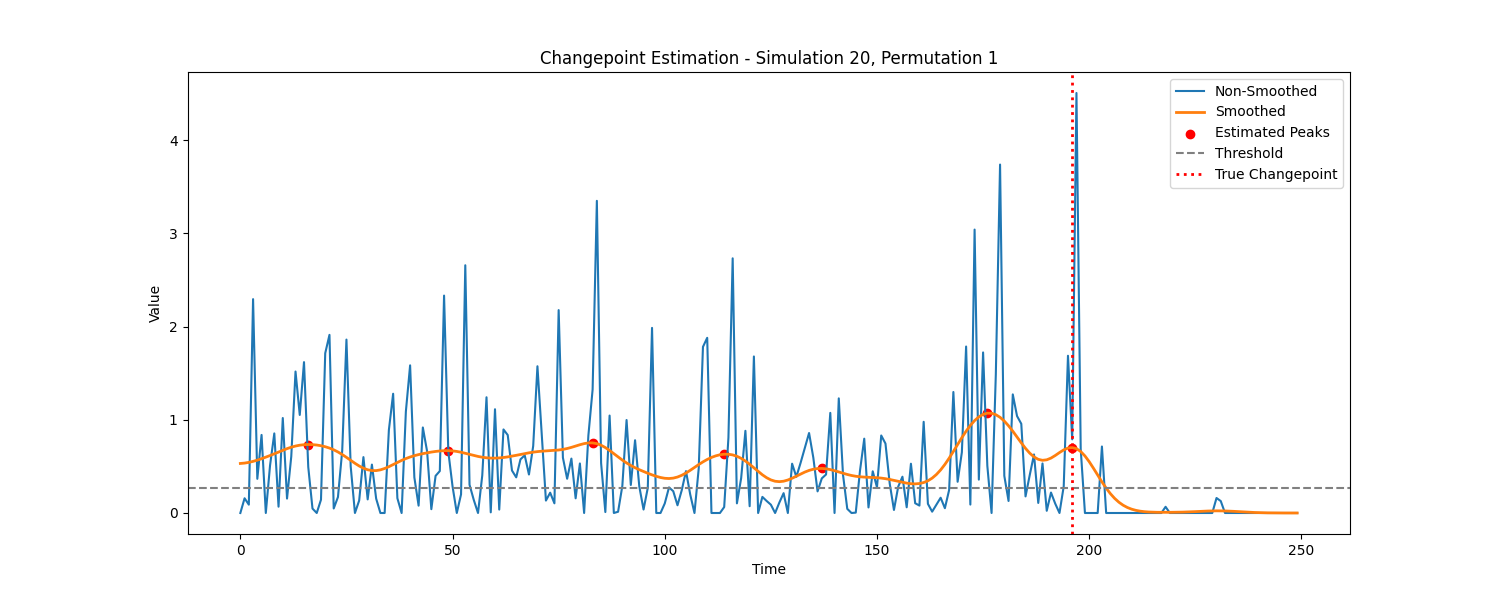 Changepoint Estimation - Simulation 20, Permutation 1
Non-Smoothed
Smoothed
Estimated Peaks
Threshold
True Changepoint
Value
4
3
2
1
0
0 50 100 150 200 250
Time